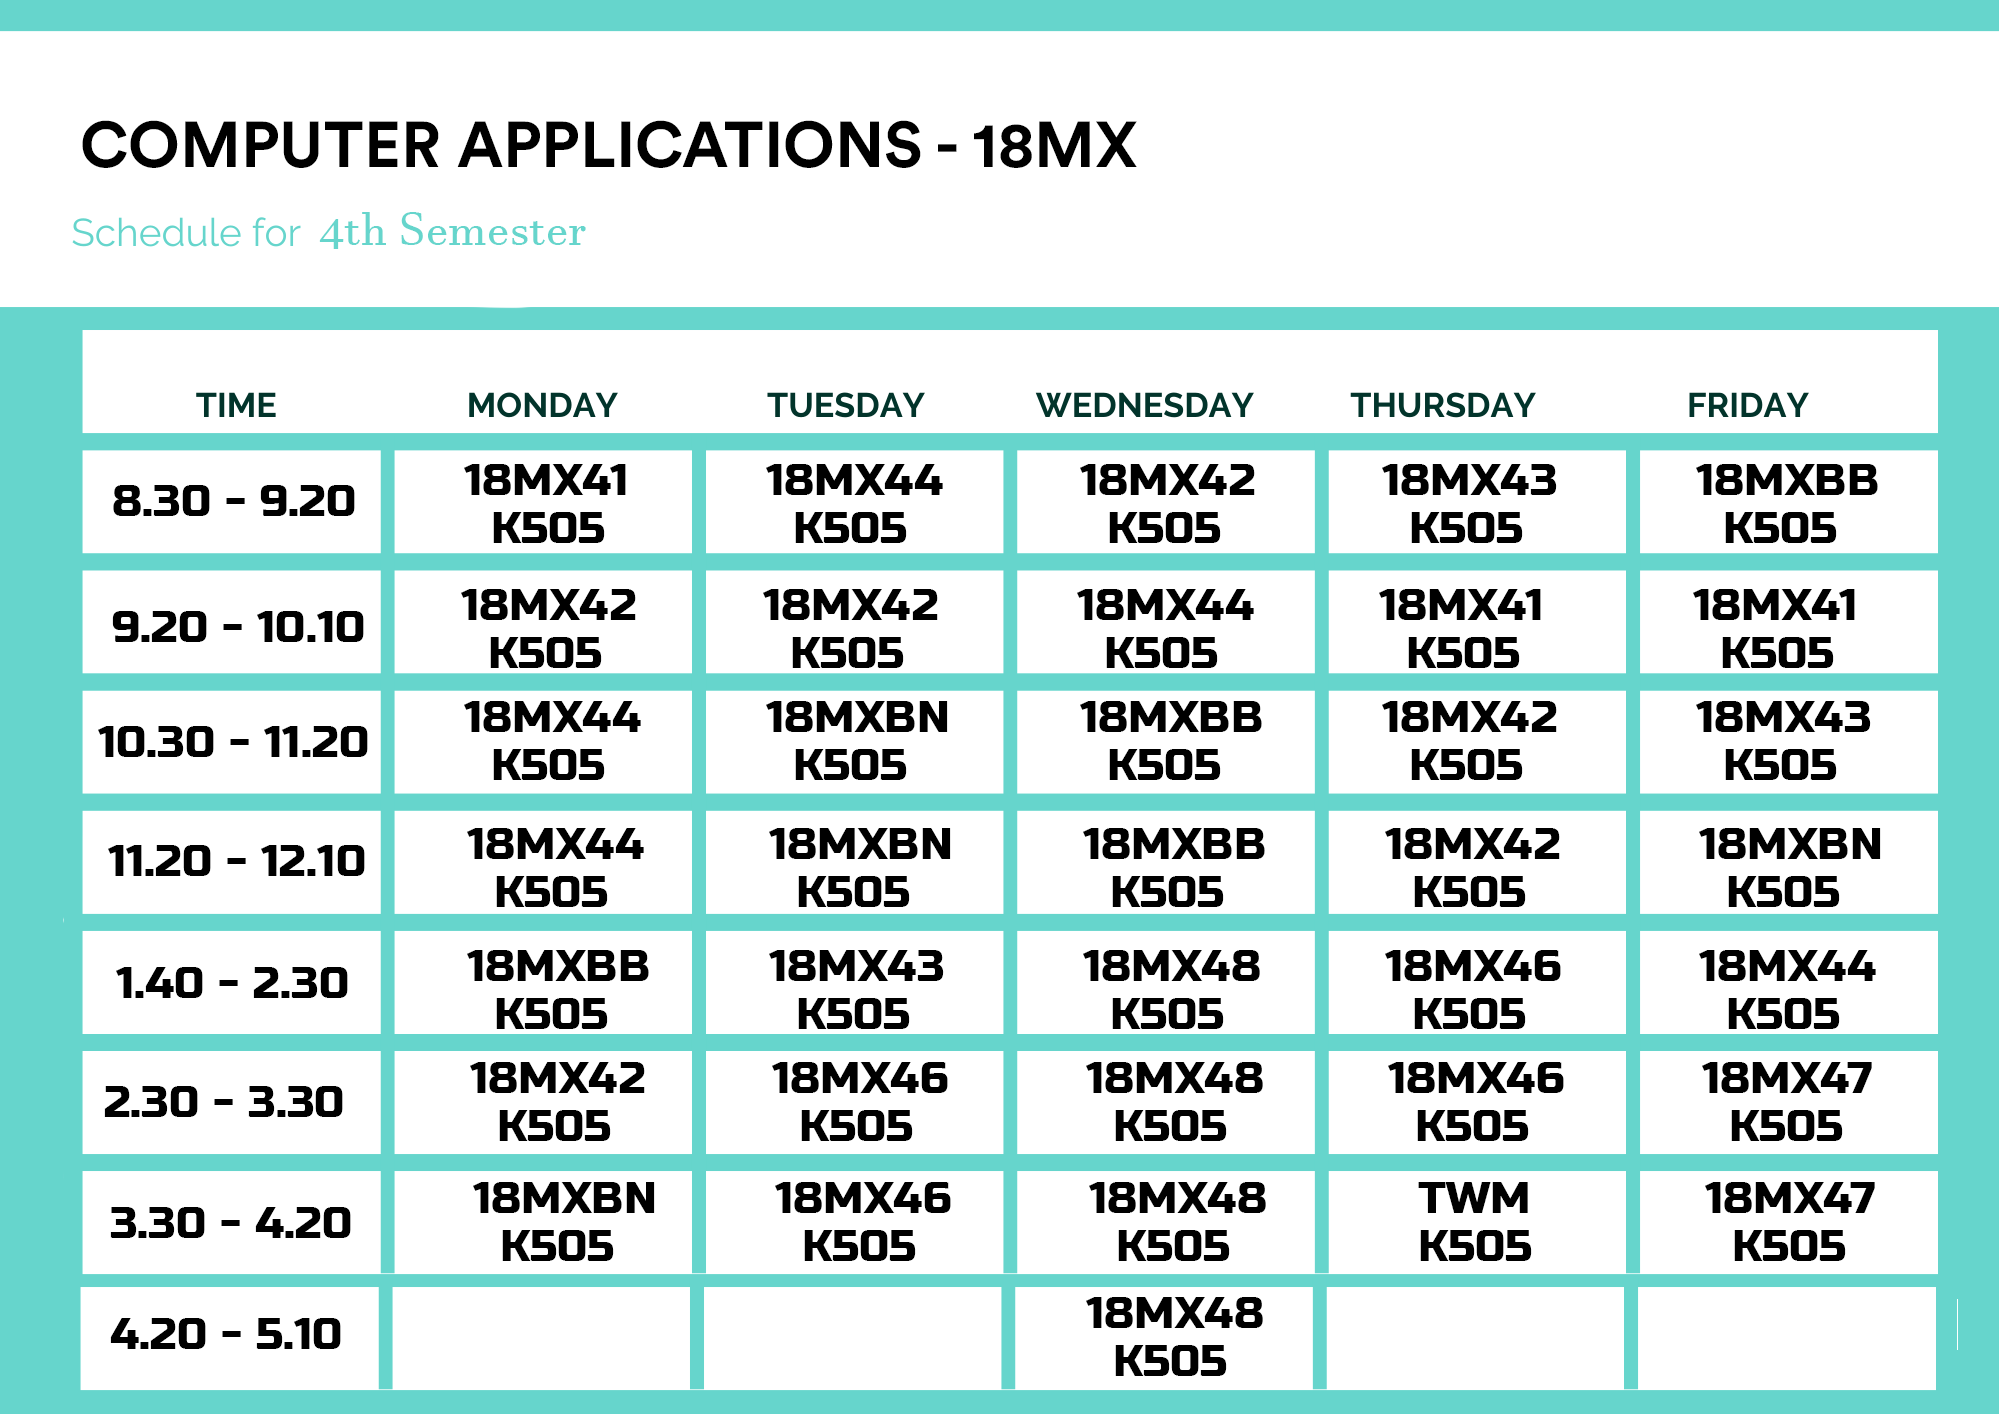 COMPUTER APPLICATIONS - 18MX
Schedule for 4th Semester
TIME MONDAY TUESDAY WEDNESDAY THURSDAY FRIDAY
8.30 - 9.20 18MX41 18MX44 18MX42 18MX43 18MXBB
K505 K505 K505 K505 K505
9.20 - 10.10 18MX42 18MX42 18MX44 18MX41 18MX41
K505 K505 K505 K505 K505
10.30 - 11.20 18MX44 18MXBN 18MXBB 18MX42 18MX43
K505 K505 K505 K505 K505
11.20 - 12.10 18MX44 18MXBN 18MXBB 18MX42 18MXBN
K505 K505 K505 K505 K505
1.40 - 2.30 18MXBB 18MX43 18MX48 18MX46 18MX44
K505 K505 K505 K505 K505
2.30 - 3.30 18MX42 18MX46 18MX48 18MX46 18MX47
K505 K505 K505 K505 K505
3.30 - 4.20 18MXBN 18MX46 18MX48 TWM 18MX47
K505 K505 K505 K505 K505
4.20 - 5.10 18MX48
K505